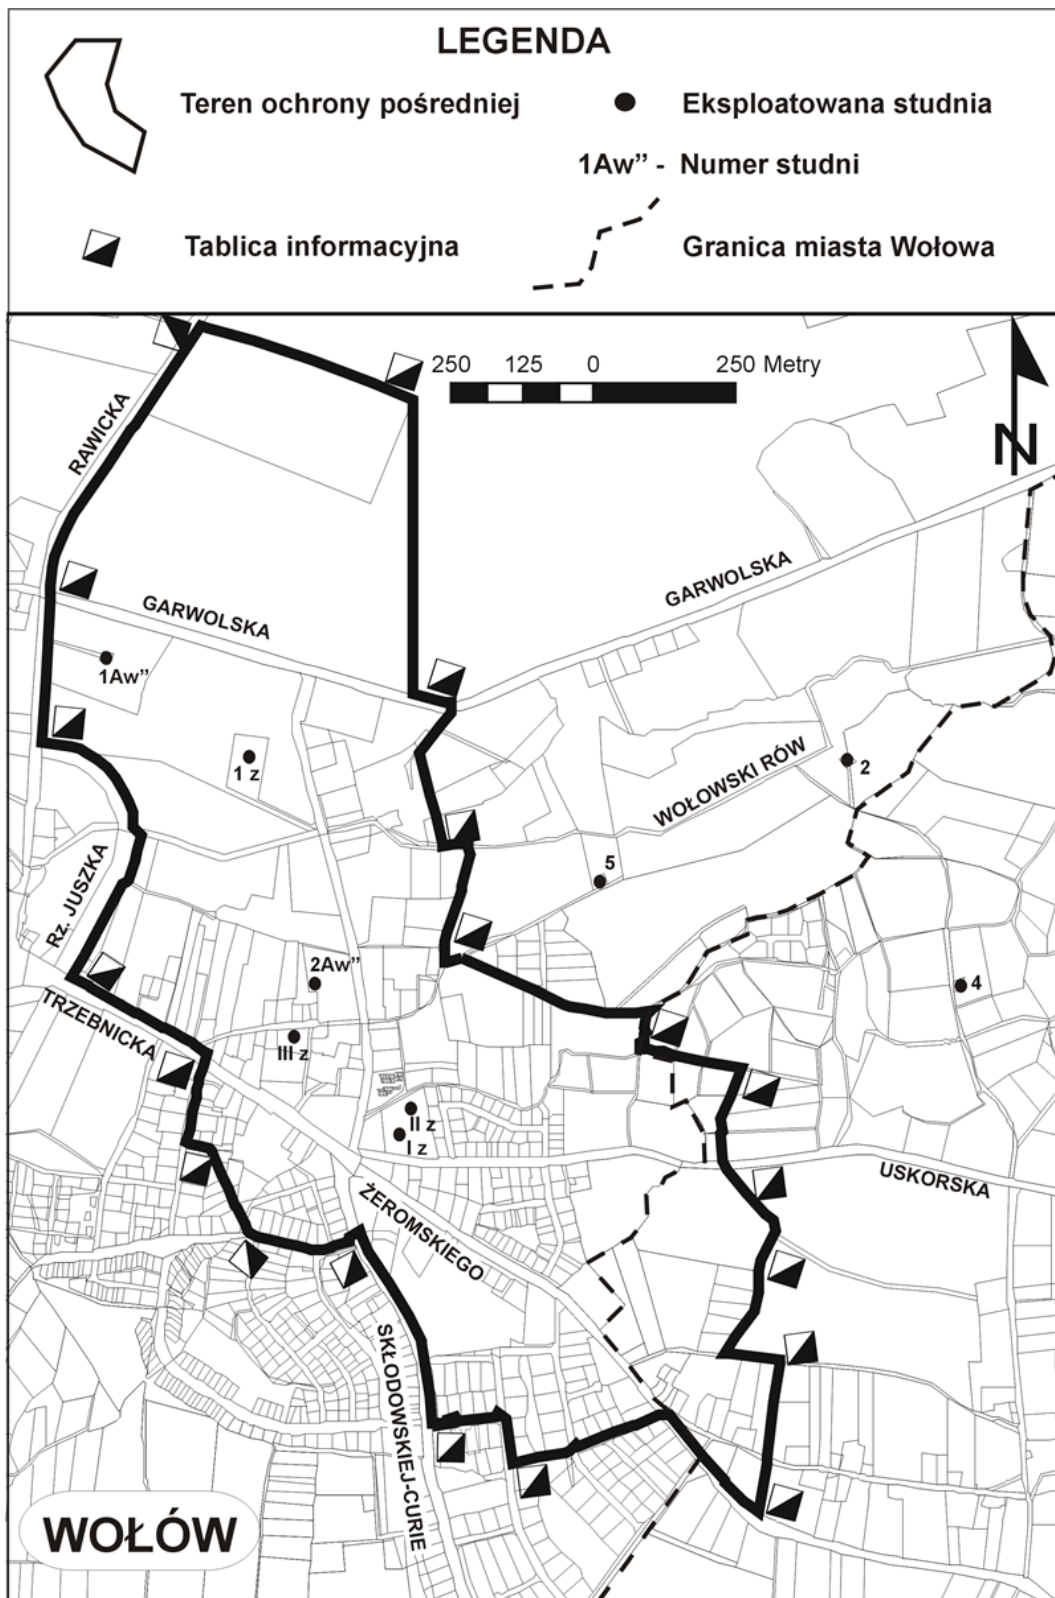 LEGENDA
Teren ochrony pośredniej
Eksploatowana studnia
1Aw” - Numer studni
Tablica informacyjna
Granica miasta Wołowa
250 125 0 250 Metry
N
RAWICKA
GARWOLSKA
GARWOLSKA
1Aw”
1 z
WOŁOWSKI RÓW
2
5
Rz. JUSZKA
2Aw”
4
TRZEBNICKA
III z
II z
I z
USKORSKA
ŻEROMSKIEGO
SKŁODOWSKIEJ-CURIE
WOŁÓW